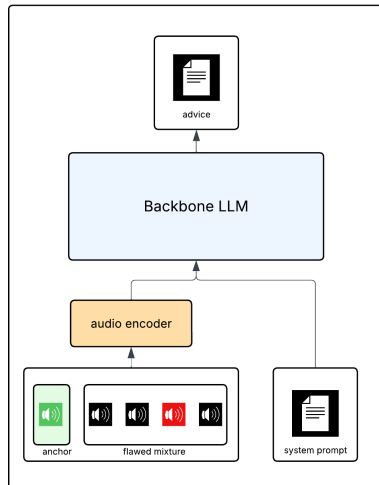 advice
Backbone LLM
audio encoder
anchor
flawed mixture
system prompt